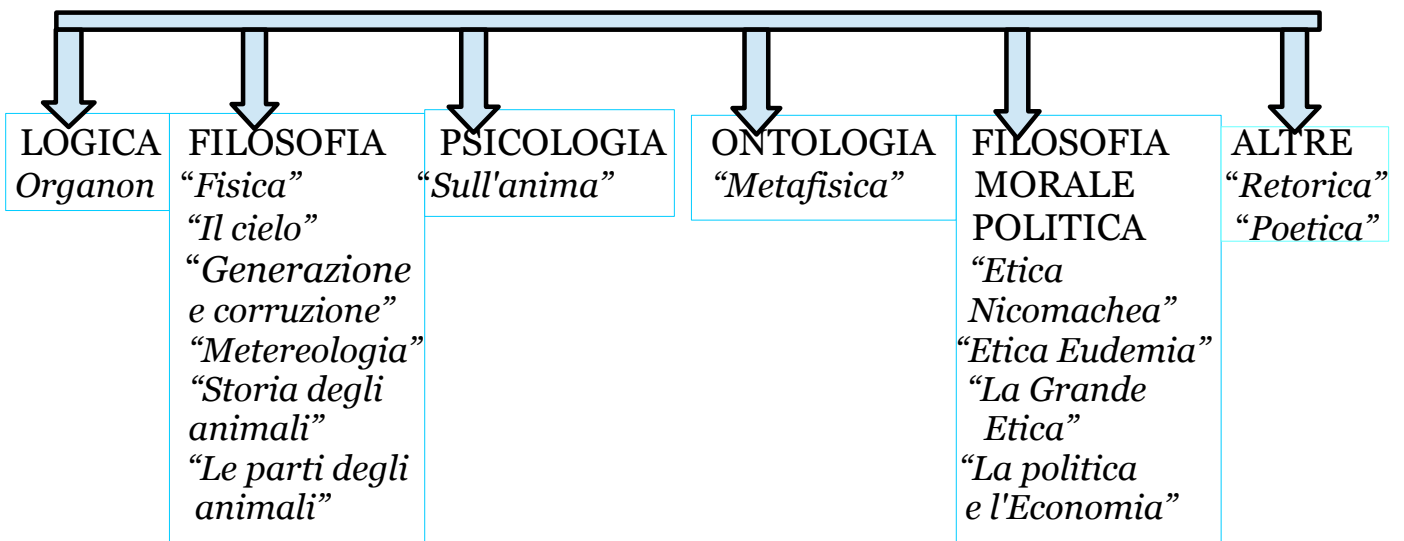 LOGICA
Organon
FILOSOFIA
“Fisica”
“Il cielo”
“Generazione
e corruzione”
“Metereologia”
“Storia degli
animali”
“Le parti degli
animali”
PSICOLOGIA
“Sull'anima”
ONTOLOGIA
“Metafisica”
FILOSOFIA
MORALE
POLITICA
“Etica
Nicomachea”
“Etica Eudemia”
“La Grande
Etica”
“La politica
e l'Economia”
ALTRE
“Retorica”
“Poetica”